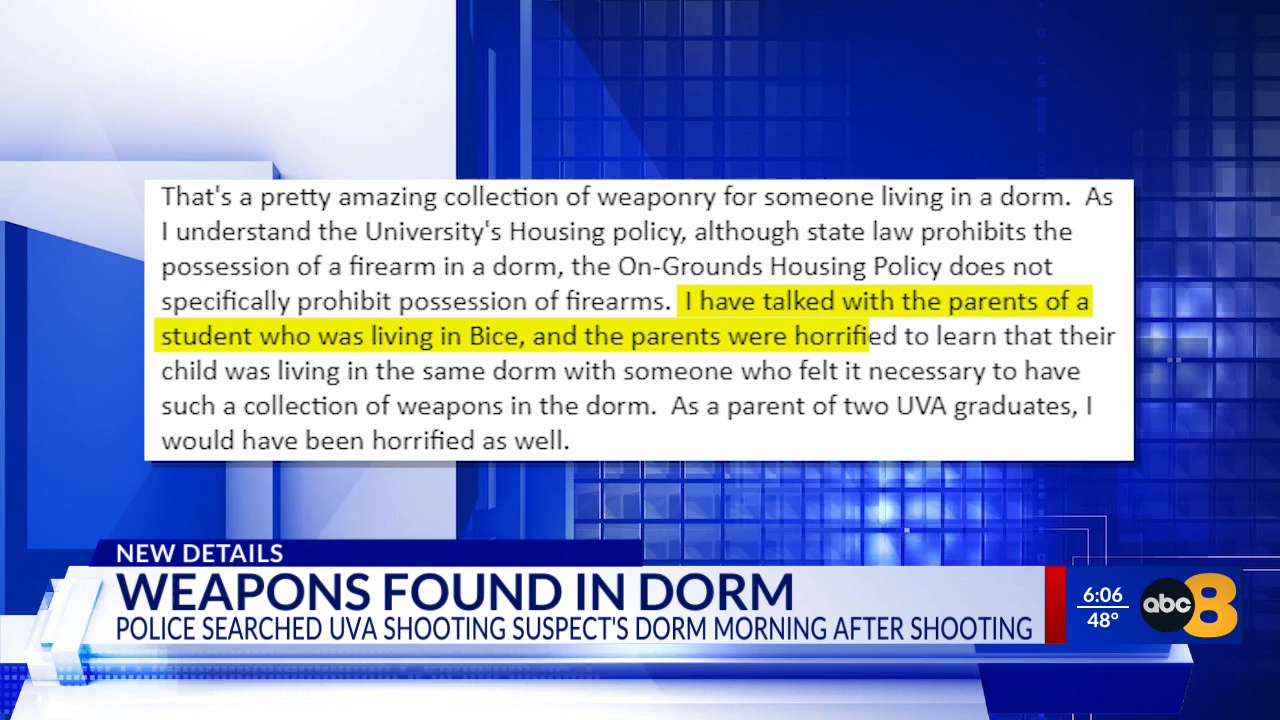 That's a pretty amazing collection of weaponry for someone living in a dorm. As
I understand the University's Housing policy, although state law prohibits the
possession of a firearm in a dorm, the On-Grounds Housing Policy does not
specifically prohibit possession of firearms. I have talked with the parents of a
student who was living in Bice, and the parents were horrified to learn that their
child was living in the same dorm with someone who felt it necessary to have
such a collection of weapons in the dorm. As a parent of two UVA graduates, I
would have been horrified as well.
NEW DETAILS
WEAPONS FOUND IN DORM
POLICE SEARCHED UVA SHOOTING SUSPECT'S DORM MORNING AFTER SHOOTING
6:06
48°
abc 8